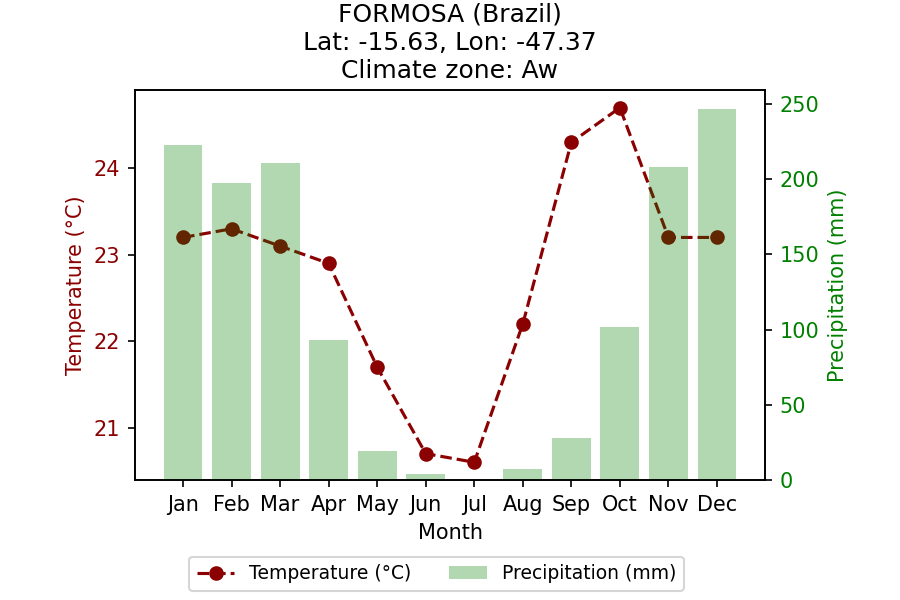 FORMOSA (Brazil)
Lat: -15.63, Lon: -47.37
Climate zone: Aw
Temperature (°C)
24
23
22
21
250
200
150
100
50
0
Precipitation (mm)
Jan Feb Mar Apr May Jun Jul Aug Sep Oct Nov Dec
Month
Temperature (°C) Precipitation (mm)